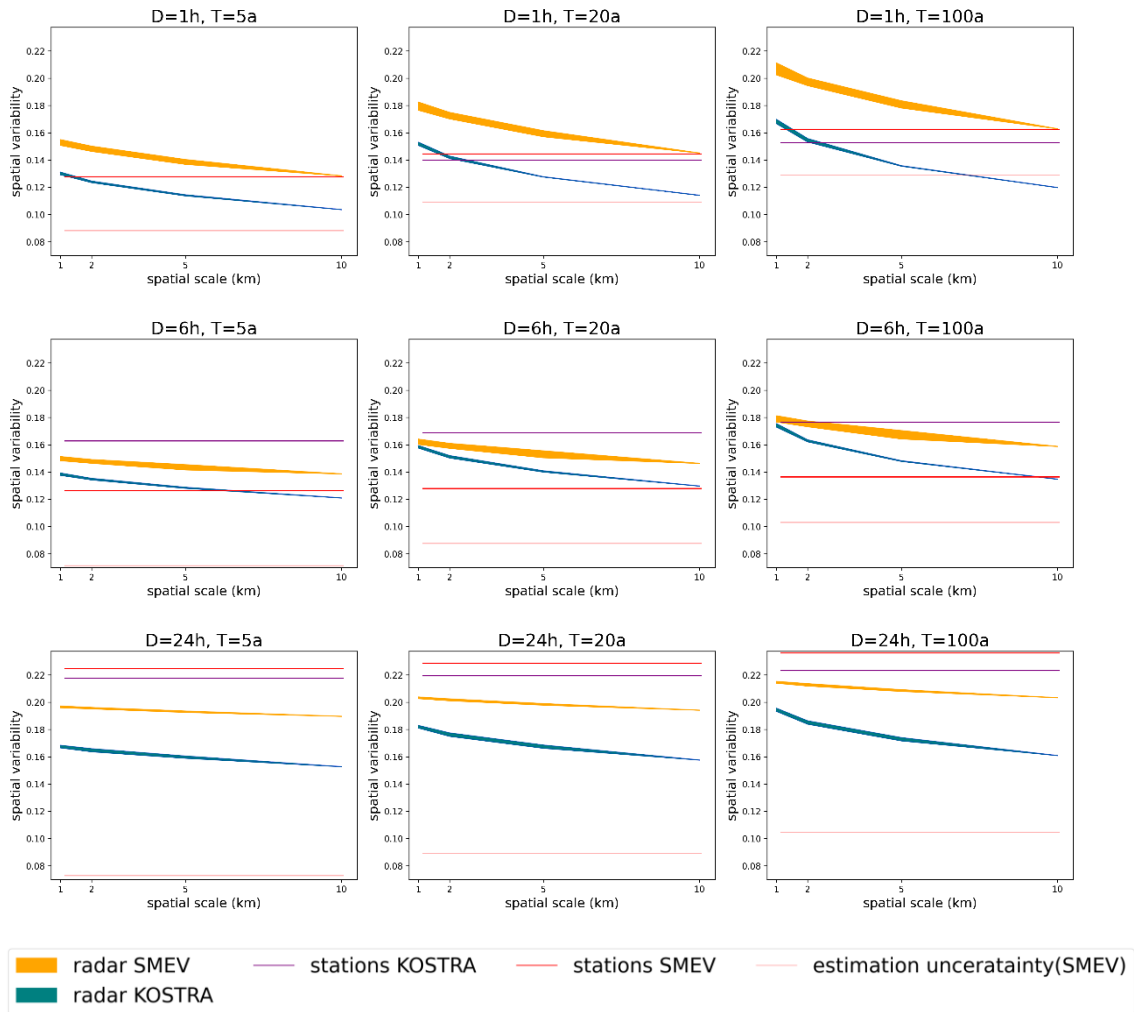 D=1h, T=5a D=1h, T=20a D=1h, T=100a
0.22 0.22 0.22
0.20 0.20 0.20
0.18 0.18 0.18
0.16 0.16 0.16
0.14 0.14 0.14
0.12 0.12 0.12
0.10 0.10 0.10
0.08 0.08 0.08
spatial variability spatial variability spatial variability
1 2 5 10 1 2 5 10 1 2 5 10
spatial scale (km) spatial scale (km) spatial scale (km)
D=6h, T=5a D=6h, T=20a D=6h, T=100a
0.22 0.22 0.22
0.20 0.20 0.20
0.18 0.18 0.18
0.16 0.16 0.16
0.14 0.14 0.14
0.12 0.12 0.12
0.10 0.10 0.10
0.08 0.08 0.08
spatial variability spatial variability spatial variability
1 2 5 10 1 2 5 10 1 2 5 10
spatial scale (km) spatial scale (km) spatial scale (km)
D=24h, T=5a D=24h, T=20a D=24h, T=100a
0.22 0.22 0.22
0.20 0.20 0.20
0.18 0.18 0.18
0.16 0.16 0.16
0.14 0.14 0.14
0.12 0.12 0.12
0.10 0.10 0.10
0.08 0.08 0.08
spatial variability spatial variability spatial variability
1 2 5 10 1 2 5 10 1 2 5 10
spatial scale (km) spatial scale (km) spatial scale (km)
radar SMEV stations KOSTRA stations SMEV estimation unceratainty(SMEV)
radar KOSTRA